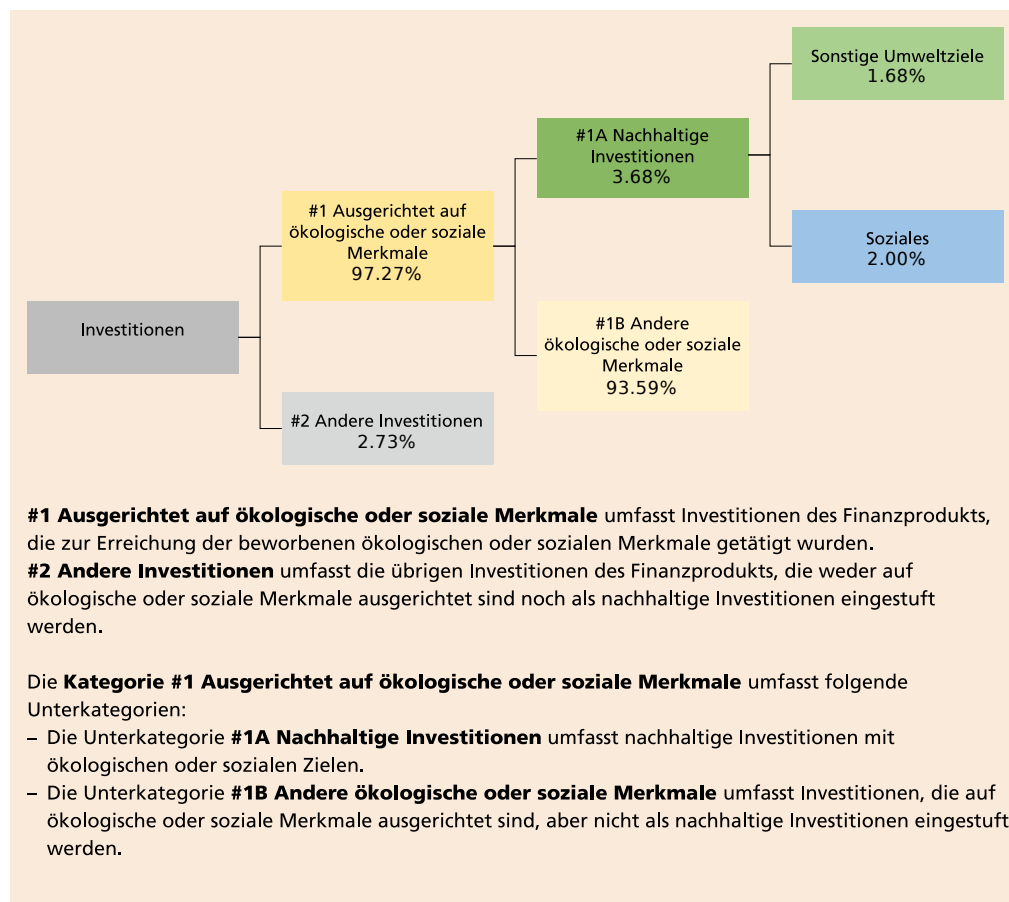 Sonstige Umweltziele
1.68%
#1A Nachhaltige
Investitionen
3.68%
#1 Ausgerichtet auf
ökologische oder soziale
Merkmale
97.27%
Soziales
2.00%
Investitionen
#1B Andere
ökologische oder soziale
Merkmale
93.59%
#2 Andere Investitionen
2.73%
#1 Ausgerichtet auf ökologische oder soziale Merkmale umfasst Investitionen des Finanzprodukts,
die zur Erreichung der beworbenen ökologischen oder sozialen Merkmale getätigt wurden.
#2 Andere Investitionen umfasst die übrigen Investitionen des Finanzprodukts, die weder auf
ökologische oder soziale Merkmale ausgerichtet sind noch als nachhaltige Investitionen eingestuft
werden.
Die Kategorie #1 Ausgerichtet auf ökologische oder soziale Merkmale umfasst folgende
Unterkategorien:
– Die Unterkategorie #1A Nachhaltige Investitionen umfasst nachhaltige Investitionen mit
ökologischen oder sozialen Zielen.
– Die Unterkategorie #1B Andere ökologische oder soziale Merkmale umfasst Investitionen, die auf
ökologische oder soziale Merkmale ausgerichtet sind, aber nicht als nachhaltige Investitionen eingestuft
werden.